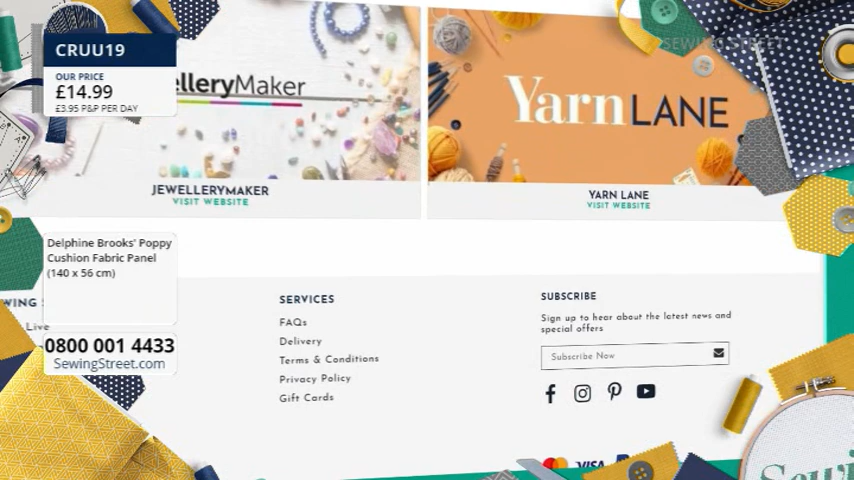 CRUU19
OUR PRICE
£14.99
£3.95 P&P PER DAY
elleryMaker
Yarn LANE
SEWING STREET
JEWELLERYMAKER
VISIT WEBSITE
YARN LANE
VISIT WEBSITE
Delphine Brooks' Poppy
Cushion Fabric Panel
(140 x 56 cm)
WING
Live
0800 001 4433
SewingStreet.com
SERVICES
FAQs
Delivery
Terms & Conditions
Privacy Policy
Gift Cards
SUBSCRIBE
Sign up to hear about the latest news and
special offers
Subscribe Now
VISA
Sewi